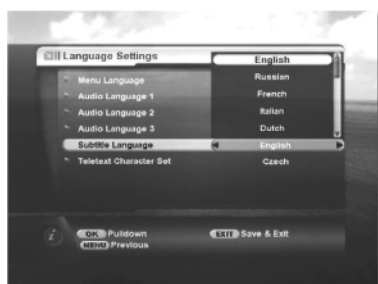 Language Settings
English
Menu Language Russian
Audio Language 1 French
Audio Language 2 Italian
Audio Language 3 Dutch
Subtitle Language English
Teletext Character Set Czech
OK Pulldown EXIT Save & Exit
MENU Previous